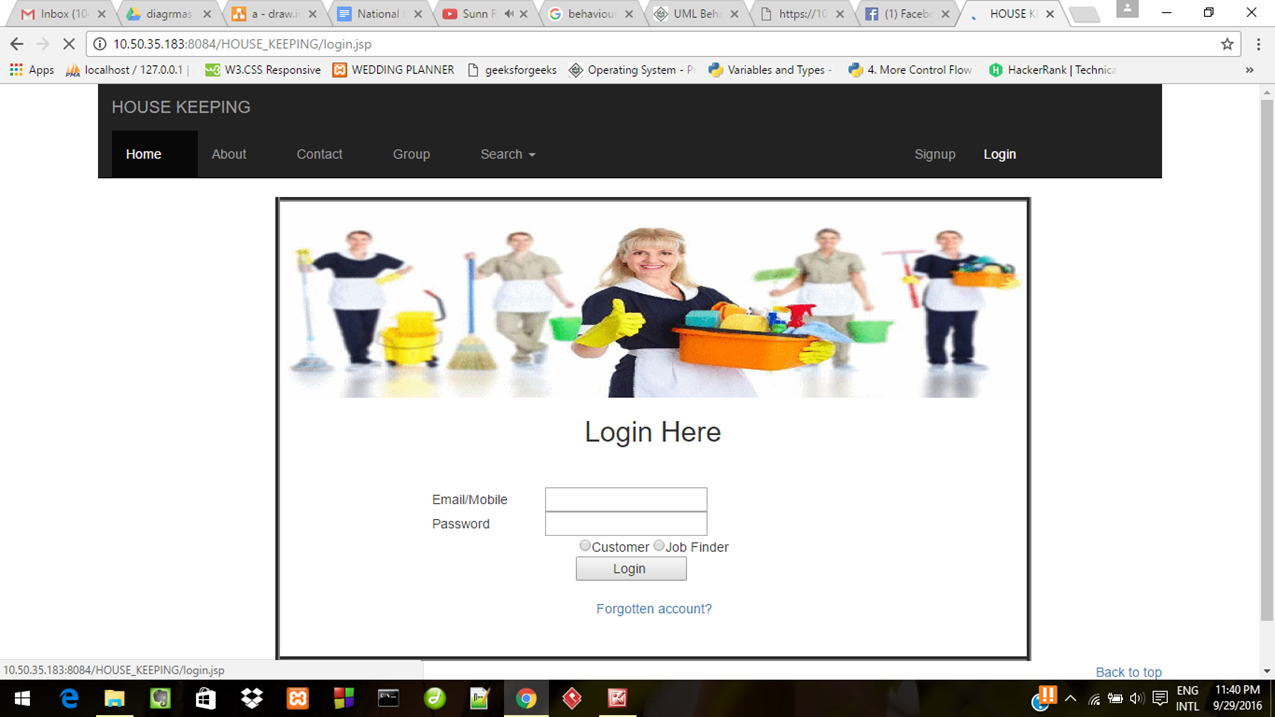 Inbox (10 diagrmas a - draw.i National Sunn R behaviou UML Beha https://10 (1) Faceb HOUSE K
10.50.35.183:8084/HOUSE_KEEPING/login.jsp
Apps localhost / 127.0.0.1 W3.CSS Responsive WEDDING PLANNER geeksforgeeks Operating System - P Variables and Types - 4. More Control Flow HackerRank | Technica
HOUSE KEEPING
Home About Contact Group Search Signup Login
Login Here
Email/Mobile
Password
Customer Job Finder
Login
Forgotten account?
10.50.35.183:8084/HOUSE_KEEPING/login.jsp
Back to top
ENG 11:40 PM
INTL 9/29/2016